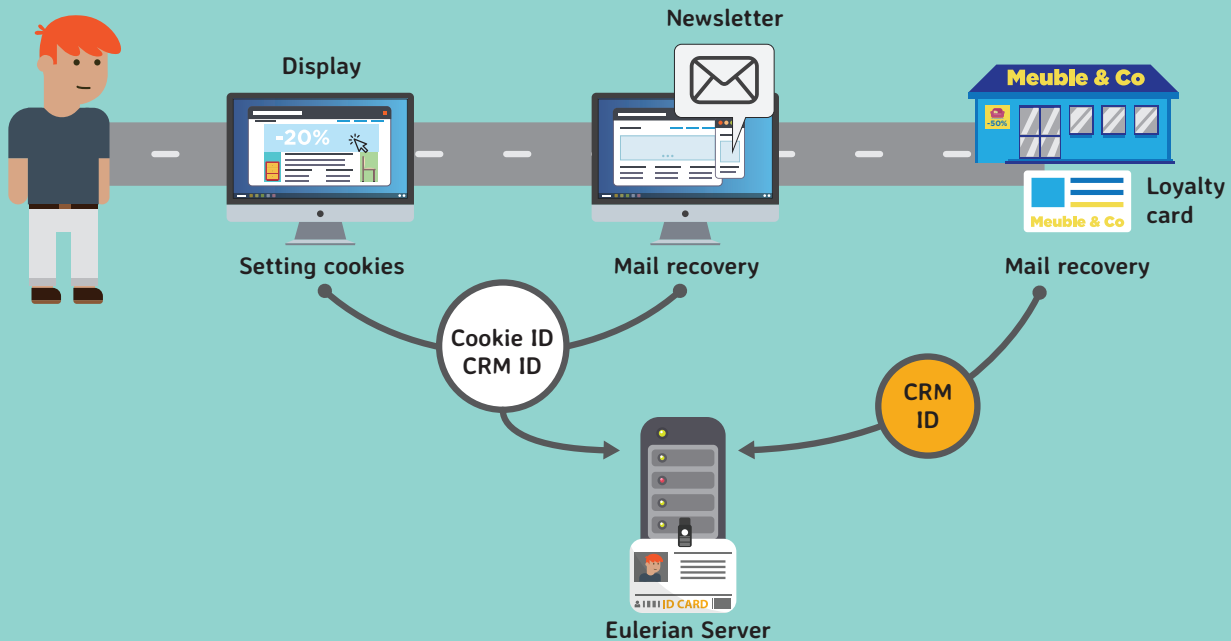 Newsletter
Display
Meuble & Co
-50%
-20%
Loyalty
card
Meuble & Co
Setting cookies
Mail recovery
Mail recovery
Cookie ID
CRM ID
CRM
ID
ID CARD
Eulerian Server